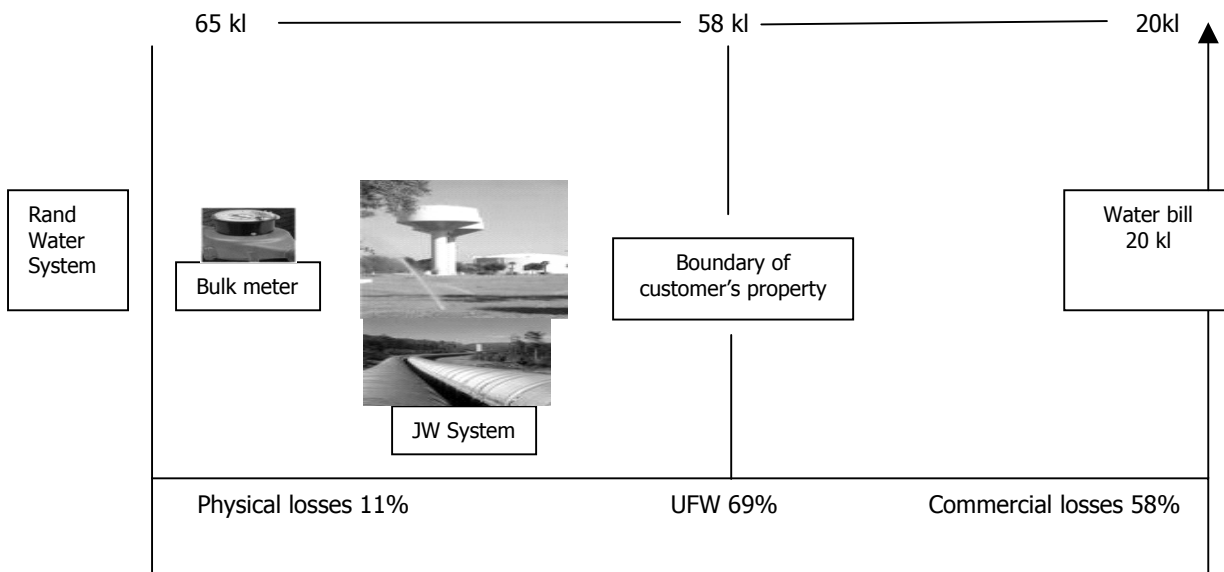 65 kl
58 kl
20kl
Rand
Water
System
Bulk meter
JW System
Boundary of
customer’s property
Water bill
20 kl
Physical losses 11%
UFW 69%
Commercial losses 58%